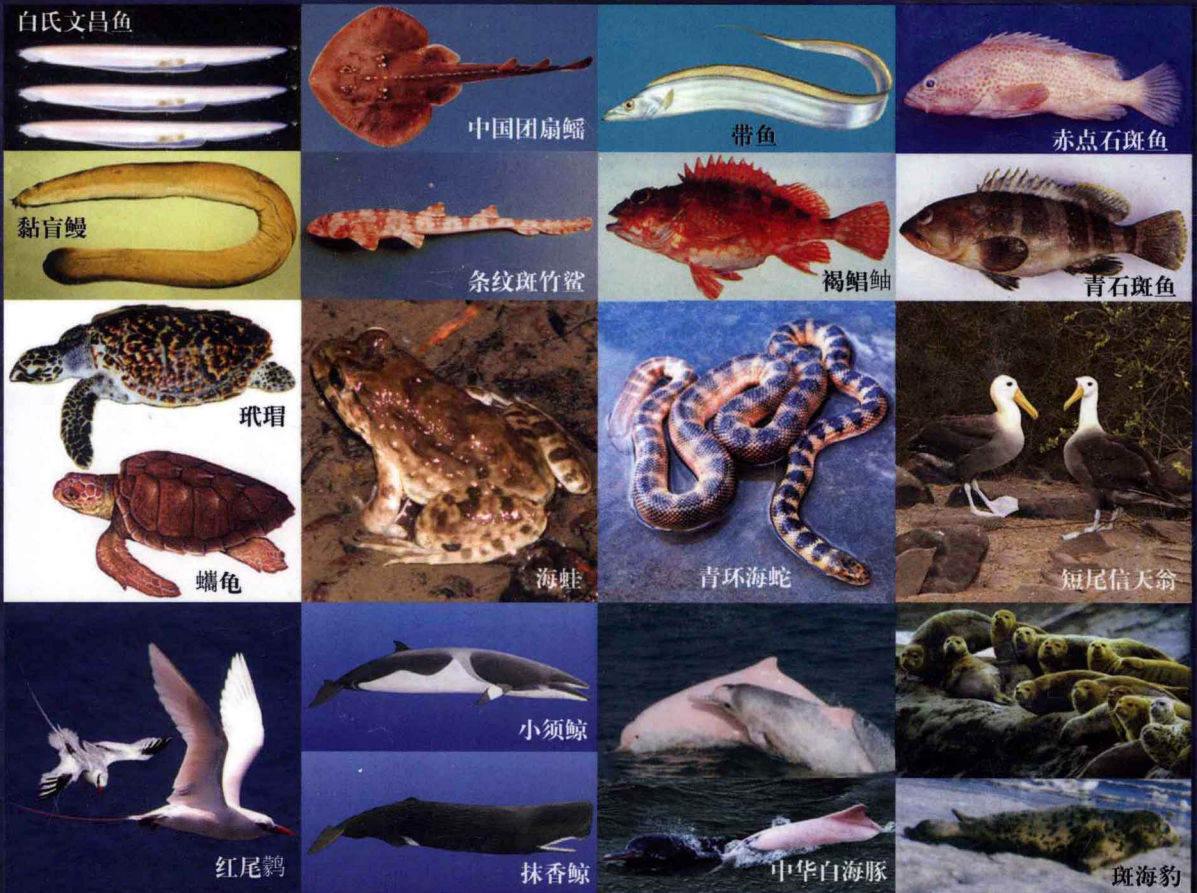 白氏文昌鱼
中国团扇鳐
带鱼
赤点石斑鱼
黏盲鳗
条纹斑竹鲨
褐鲳鲉
青石斑鱼
玳瑁
蠵龟
海蛙
青环海蛇
短尾信天翁
红尾鹲
小须鲸
抹香鲸
中华白海豚
斑海豹